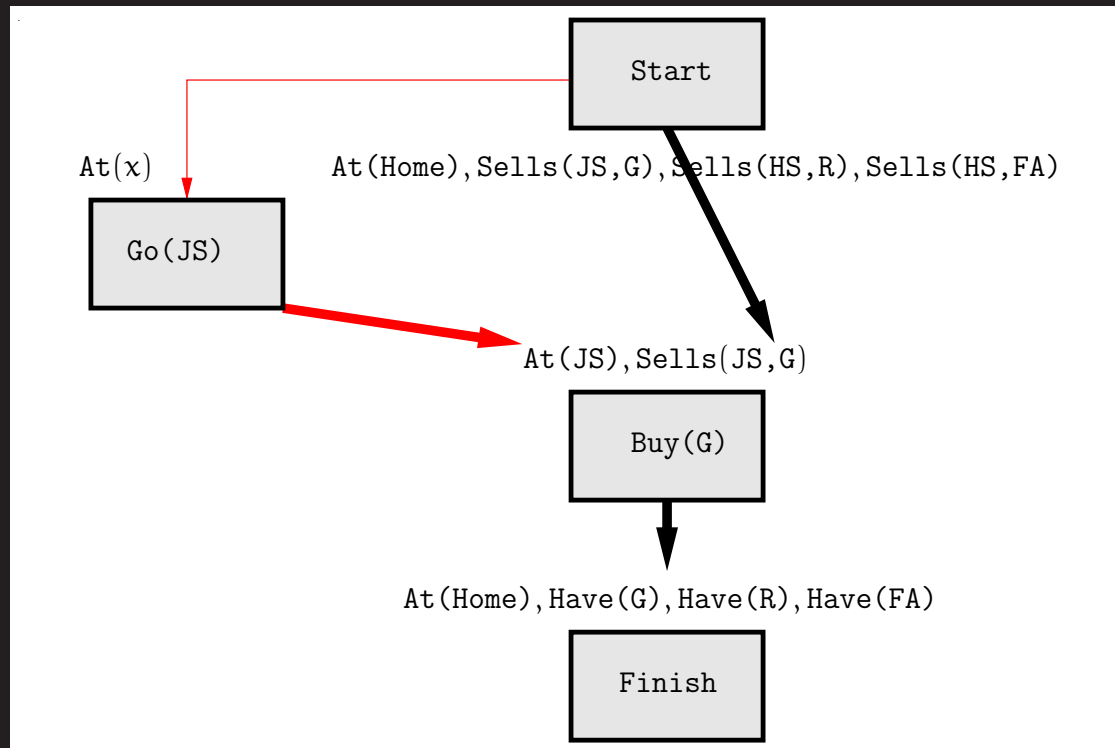 Start
At(x)
At(Home),Sells(JS,G),Sells(HS,R),Sells(HS,FA)
Go(JS)
At(JS),Sells(JS,G)
Buy(G)
At(Home),Have(G),Have(R),Have(FA)
Finish